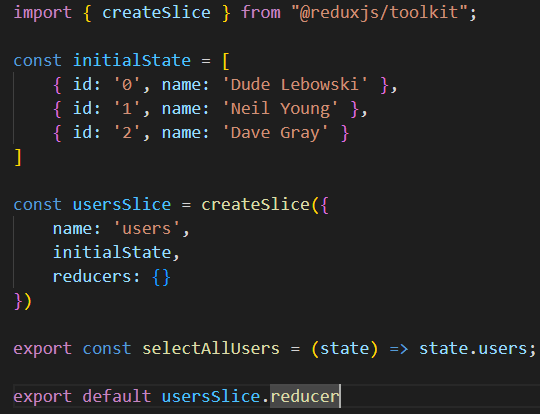 import { createSlice } from "@reduxjs/toolkit";
const initialState = [
    { id: '0', name: 'Dude Lebowski' },
    { id: '1', name: 'Neil Young' },
    { id: '2', name: 'Dave Gray' }
]
const usersSlice = createSlice({
    name: 'users',
    initialState,
    reducers: {}
})
export const selectAllUsers = (state) => state.users;
export default usersSlice.reducer